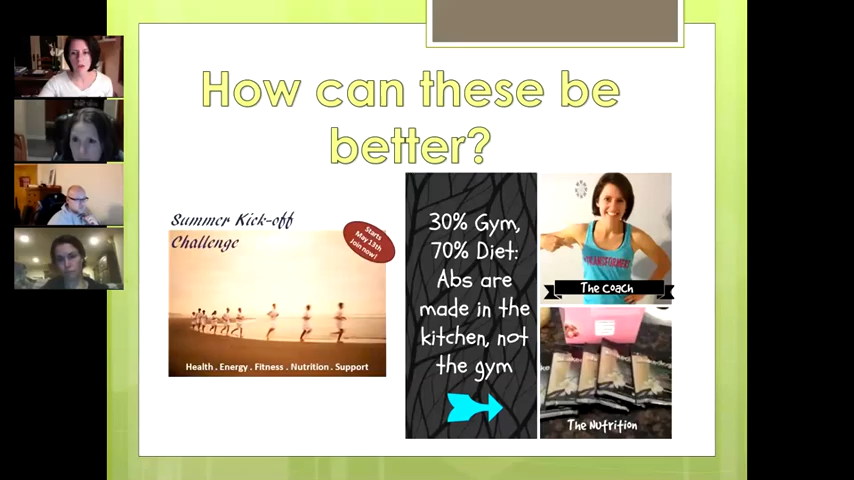 How can these be
better?
Summer Kick-off
Challenge
Starts
May 13th
Join now!
Health . Energy . Fitness . Nutrition . Support
30% Gym,
70% Diet:
Abs are
made in the
kitchen, not
the gym
TRANSFORM
The Coach
The Nutrition